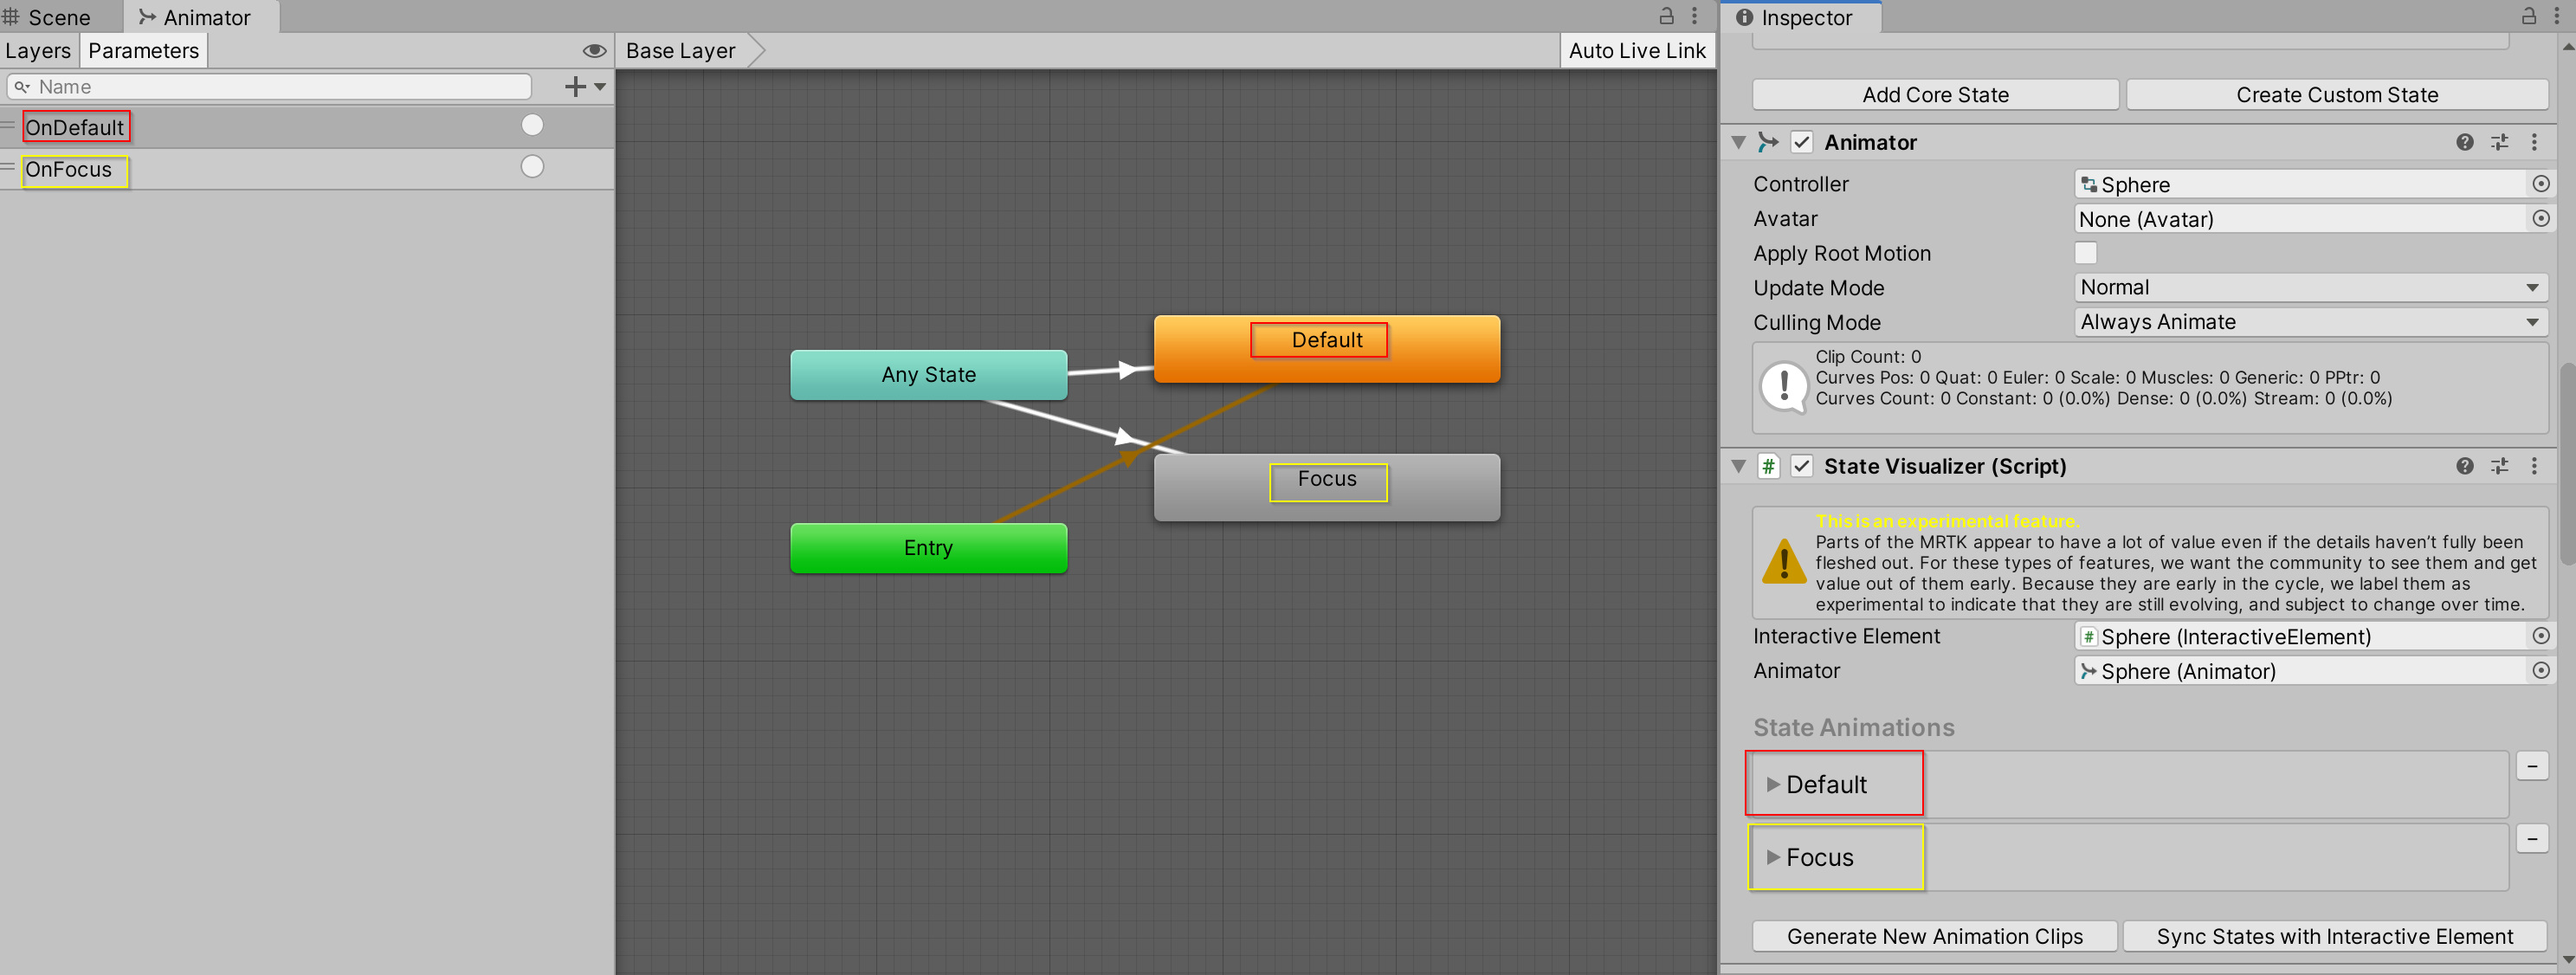 Scene
Animator
Layers
Parameters
Name
OnDefault
OnFocus
Base Layer
Auto Live Link
Any State
Default
Focus
Entry
Inspector
Add Core State
Create Custom State
Animator
Controller
Sphere
Avatar
None (Avatar)
Apply Root Motion
Update Mode
Normal
Culling Mode
Always Animate
Clip Count: 0
Curves Pos: 0 Quat: 0 Euler: 0 Scale: 0 Muscles: 0 Generic: 0 PPtr: 0
Curves Count: 0 Constant: 0 (0.0%) Dense: 0 (0.0%) Stream: 0 (0.0%)
State Visualizer (Script)
This is an experimental feature.
Parts of the MRTK appear to have a lot of value even if the details haven't fully been
fleshed out. For these types of features, we want the community to see them and get
value out of them early. Because they are early in the cycle, we label them as
experimental to indicate that they are still evolving, and subject to change over time.
Interactive Element
Sphere (InteractiveElement)
Animator
Sphere (Animator)
State Animations
Default
Focus
Generate New Animation Clips
Sync States with Interactive Element